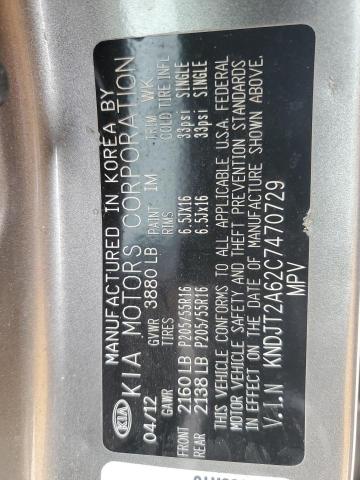 MANUFACTURED IN KOREA BY
KIA KIA MOTORS CORPORATION
04/12 GVWR 3880 LB PAINT IM TRIM WK
GAWR TIRES RIMS COLD TIRE INFL
FRONT 2160 LB P205/55R16 6.5JX16 33psi SINGLE
REAR 2138 LB P205/55R16 6.5JX16 33psi SINGLE
THIS VEHICLE CONFORMS TO ALL APPLICABLE U.S.A. FEDERAL
MOTOR VEHICLE SAFETY AND THEFT PREVENTION STANDARDS
IN EFFECT ON THE DATE OF MANUFACTURE SHOWN ABOVE.
V.I.N KNDJT2A62C7470729
MPV